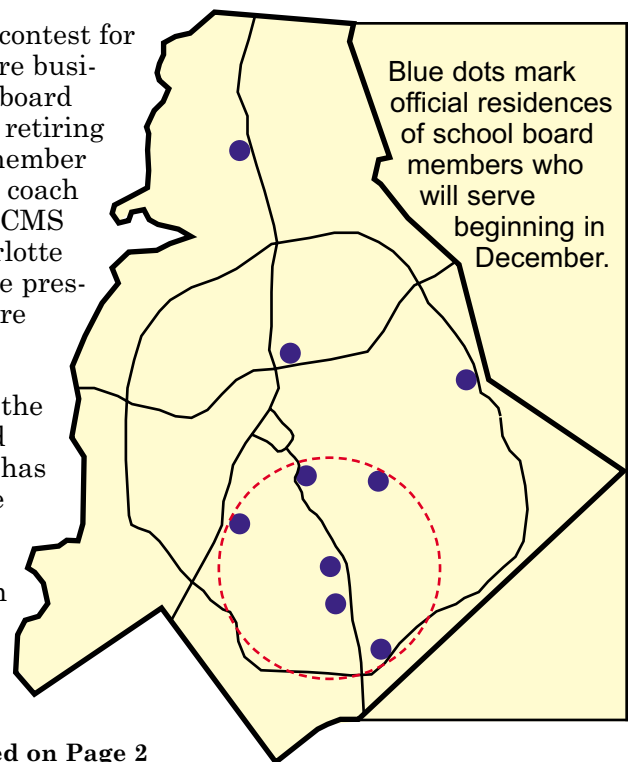 contest for
re busi-
board
retiring
nember
coach
CMS
rlotte
e pres-
re
the
d
has
e
n
ed on Page 2
Blue dots mark
official residences
of school board
members who
will serve
beginning in
December.